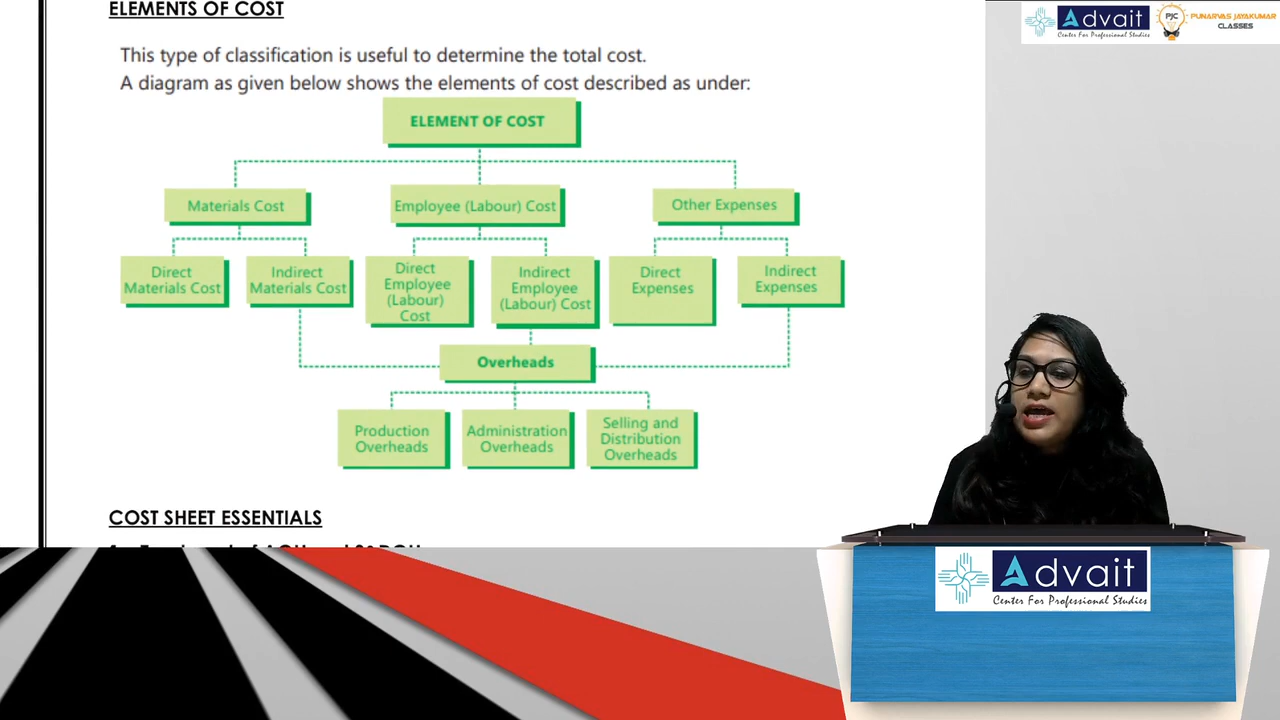 ELEMENTS OF COST
This type of classification is useful to determine the total cost.
A diagram as given below shows the elements of cost described as under:
ELEMENT OF COST
Materials Cost
Employee (Labour) Cost
Other Expenses
Direct
Materials Cost
Indirect
Materials Cost
Direct
Employee
(Labour)
Cost
Indirect
Employee
(Labour) Cost
Direct
Expenses
Indirect
Expenses
Overheads
Production
Overheads
Administration
Overheads
Selling and
Distribution
Overheads
COST SHEET ESSENTIALS
Advait
Center For Professional Studies
PJC
PUNARVAS JAYAKUMAR
CLASSES
Advait
Center For Professional Studies